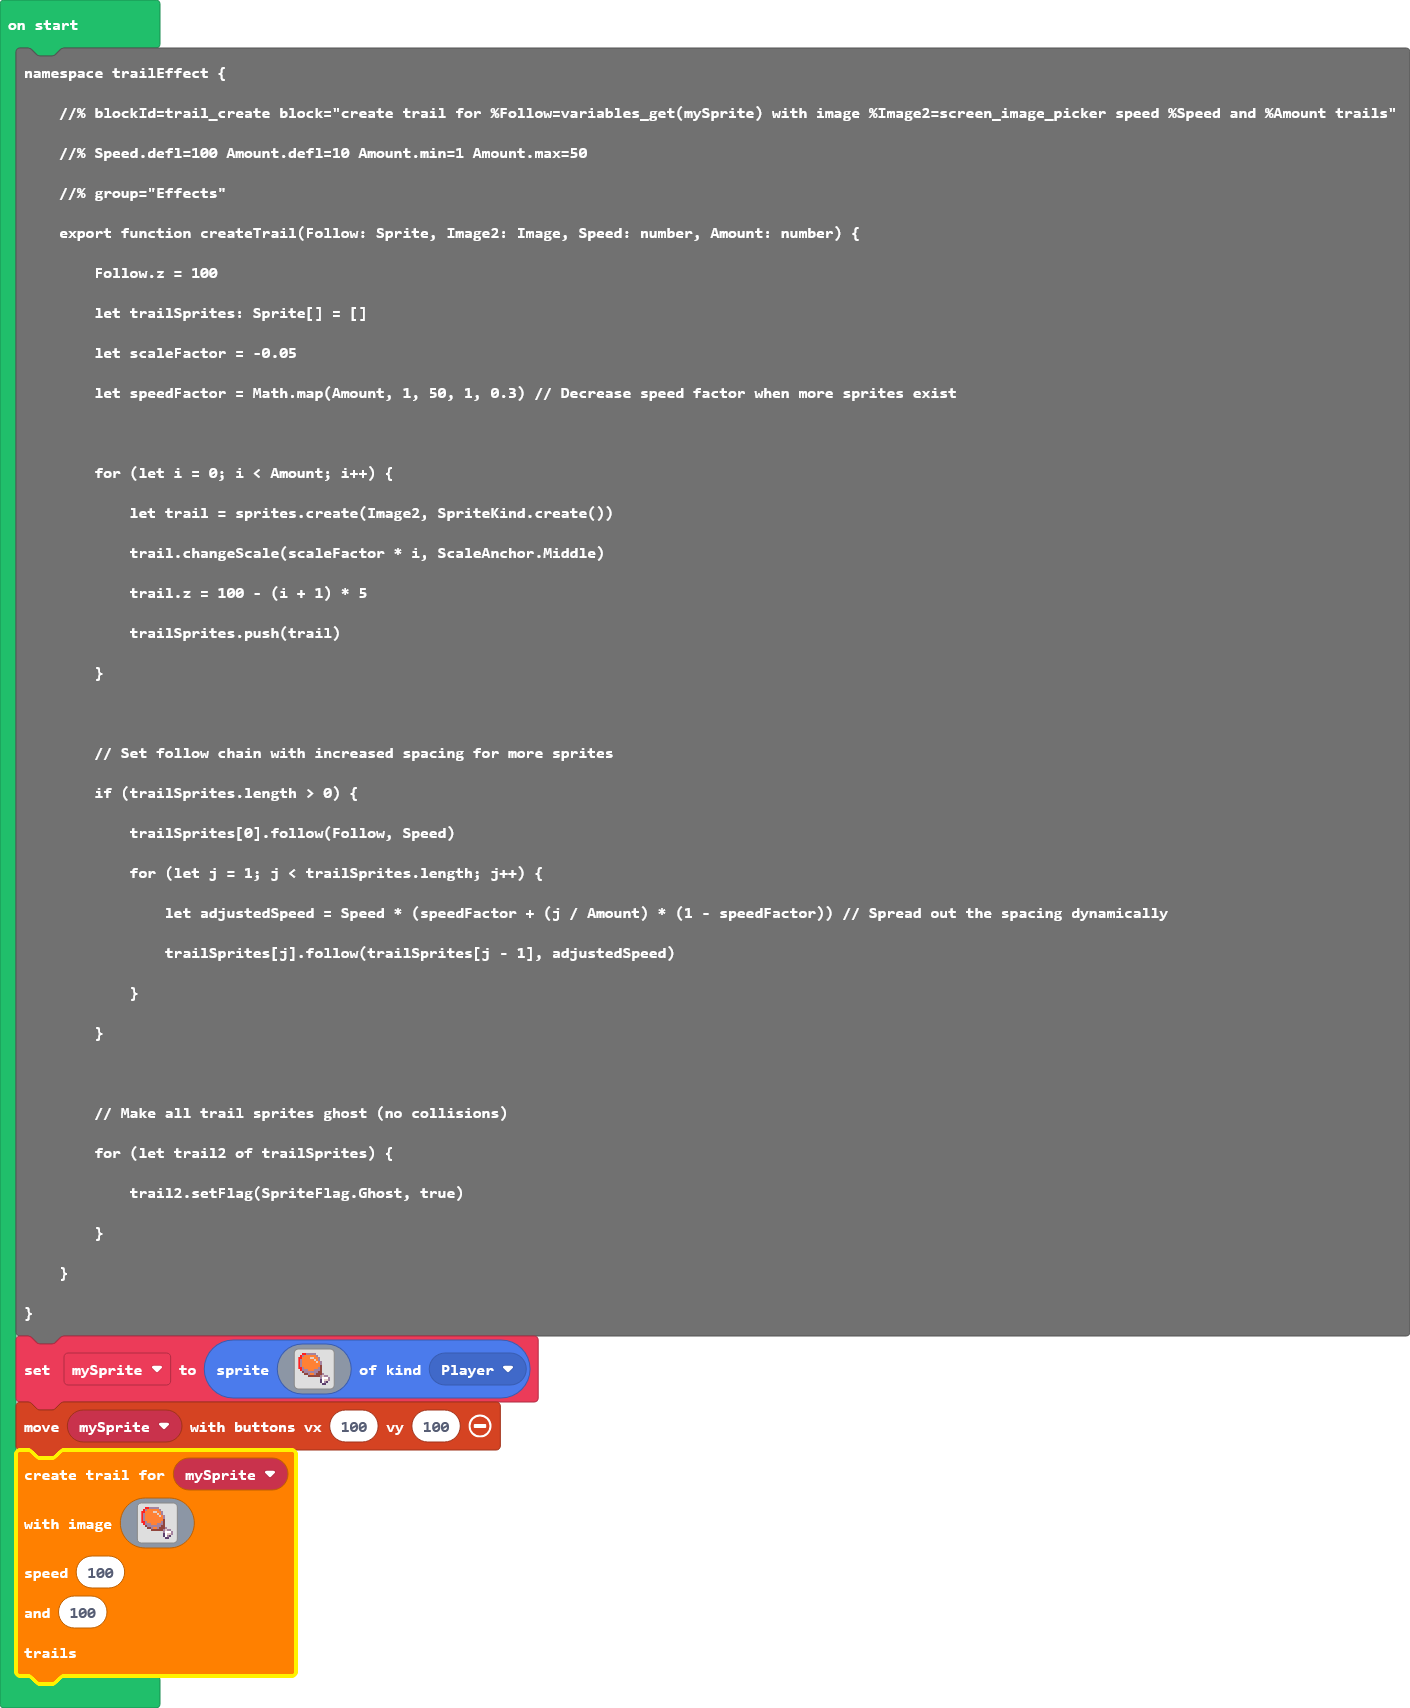 on start
namespace trailEffect {
//% blockId=trail_create block="create trail for %Follow=variables_get(mySprite) with image %Image2=screen_image_picker speed %Speed and %Amount trails"
//% Speed.defl=100 Amount.defl=10 Amount.min=1 Amount.max=50
//% group="Effects"
export function createTrail(Follow: Sprite, Image2: Image, Speed: number, Amount: number) {
Follow.z = 100
let trailSprites: Sprite[] = []
let scaleFactor = -0.05
let speedFactor = Math.map(Amount, 1, 50, 1, 0.3) // Decrease speed factor when more sprites exist
for (let i = 0; i < Amount; i++) {
let trail = sprites.create(Image2, SpriteKind.create())
trail.changeScale(scaleFactor * i, ScaleAnchor.Middle)
trail.z = 100 - (i + 1) * 5
trailSprites.push(trail)
}
// Set follow chain with increased spacing for more sprites
if (trailSprites.length > 0) {
trailSprites[0].follow(Follow, Speed)
for (let j = 1; j < trailSprites.length; j++) {
let adjustedSpeed = Speed * (speedFactor + (j / Amount) * (1 - speedFactor)) // Spread out the spacing dynamically
trailSprites[j].follow(trailSprites[j - 1], adjustedSpeed)
}
}
// Make all trail sprites ghost (no collisions)
for (let trail2 of trailSprites) {
trail2.setFlag(SpriteFlag.Ghost, true)
}
}
}
set mySprite to sprite of kind Player
move mySprite with buttons vx 100 vy 100
create trail for mySprite
with image
speed 100
and 100
trails